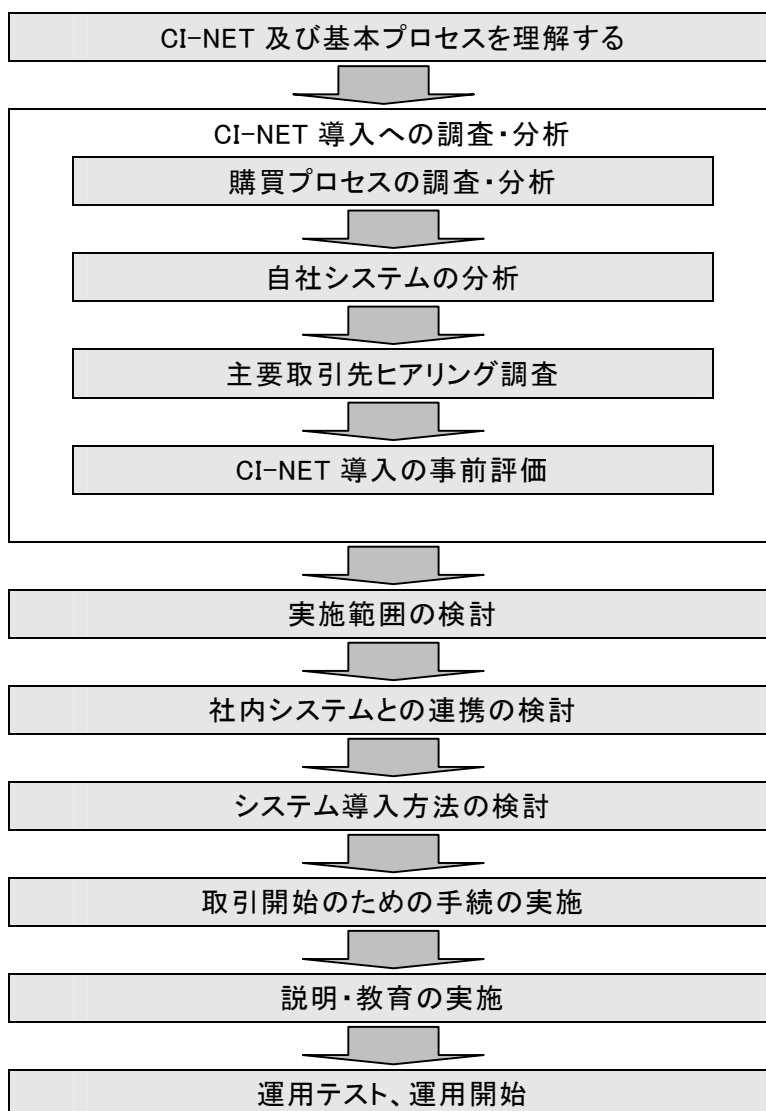 CI-NET 及び基本プロセスを理解する
CI-NET 導入への調査・分析
購買プロセスの調査・分析
自社システムの分析
主要取引先ヒアリング調査
CI-NET 導入の事前評価
実施範囲の検討
社内システムとの連携の検討
システム導入方法の検討
取引開始のための手続の実施
説明・教育の実施
運用テスト、運用開始